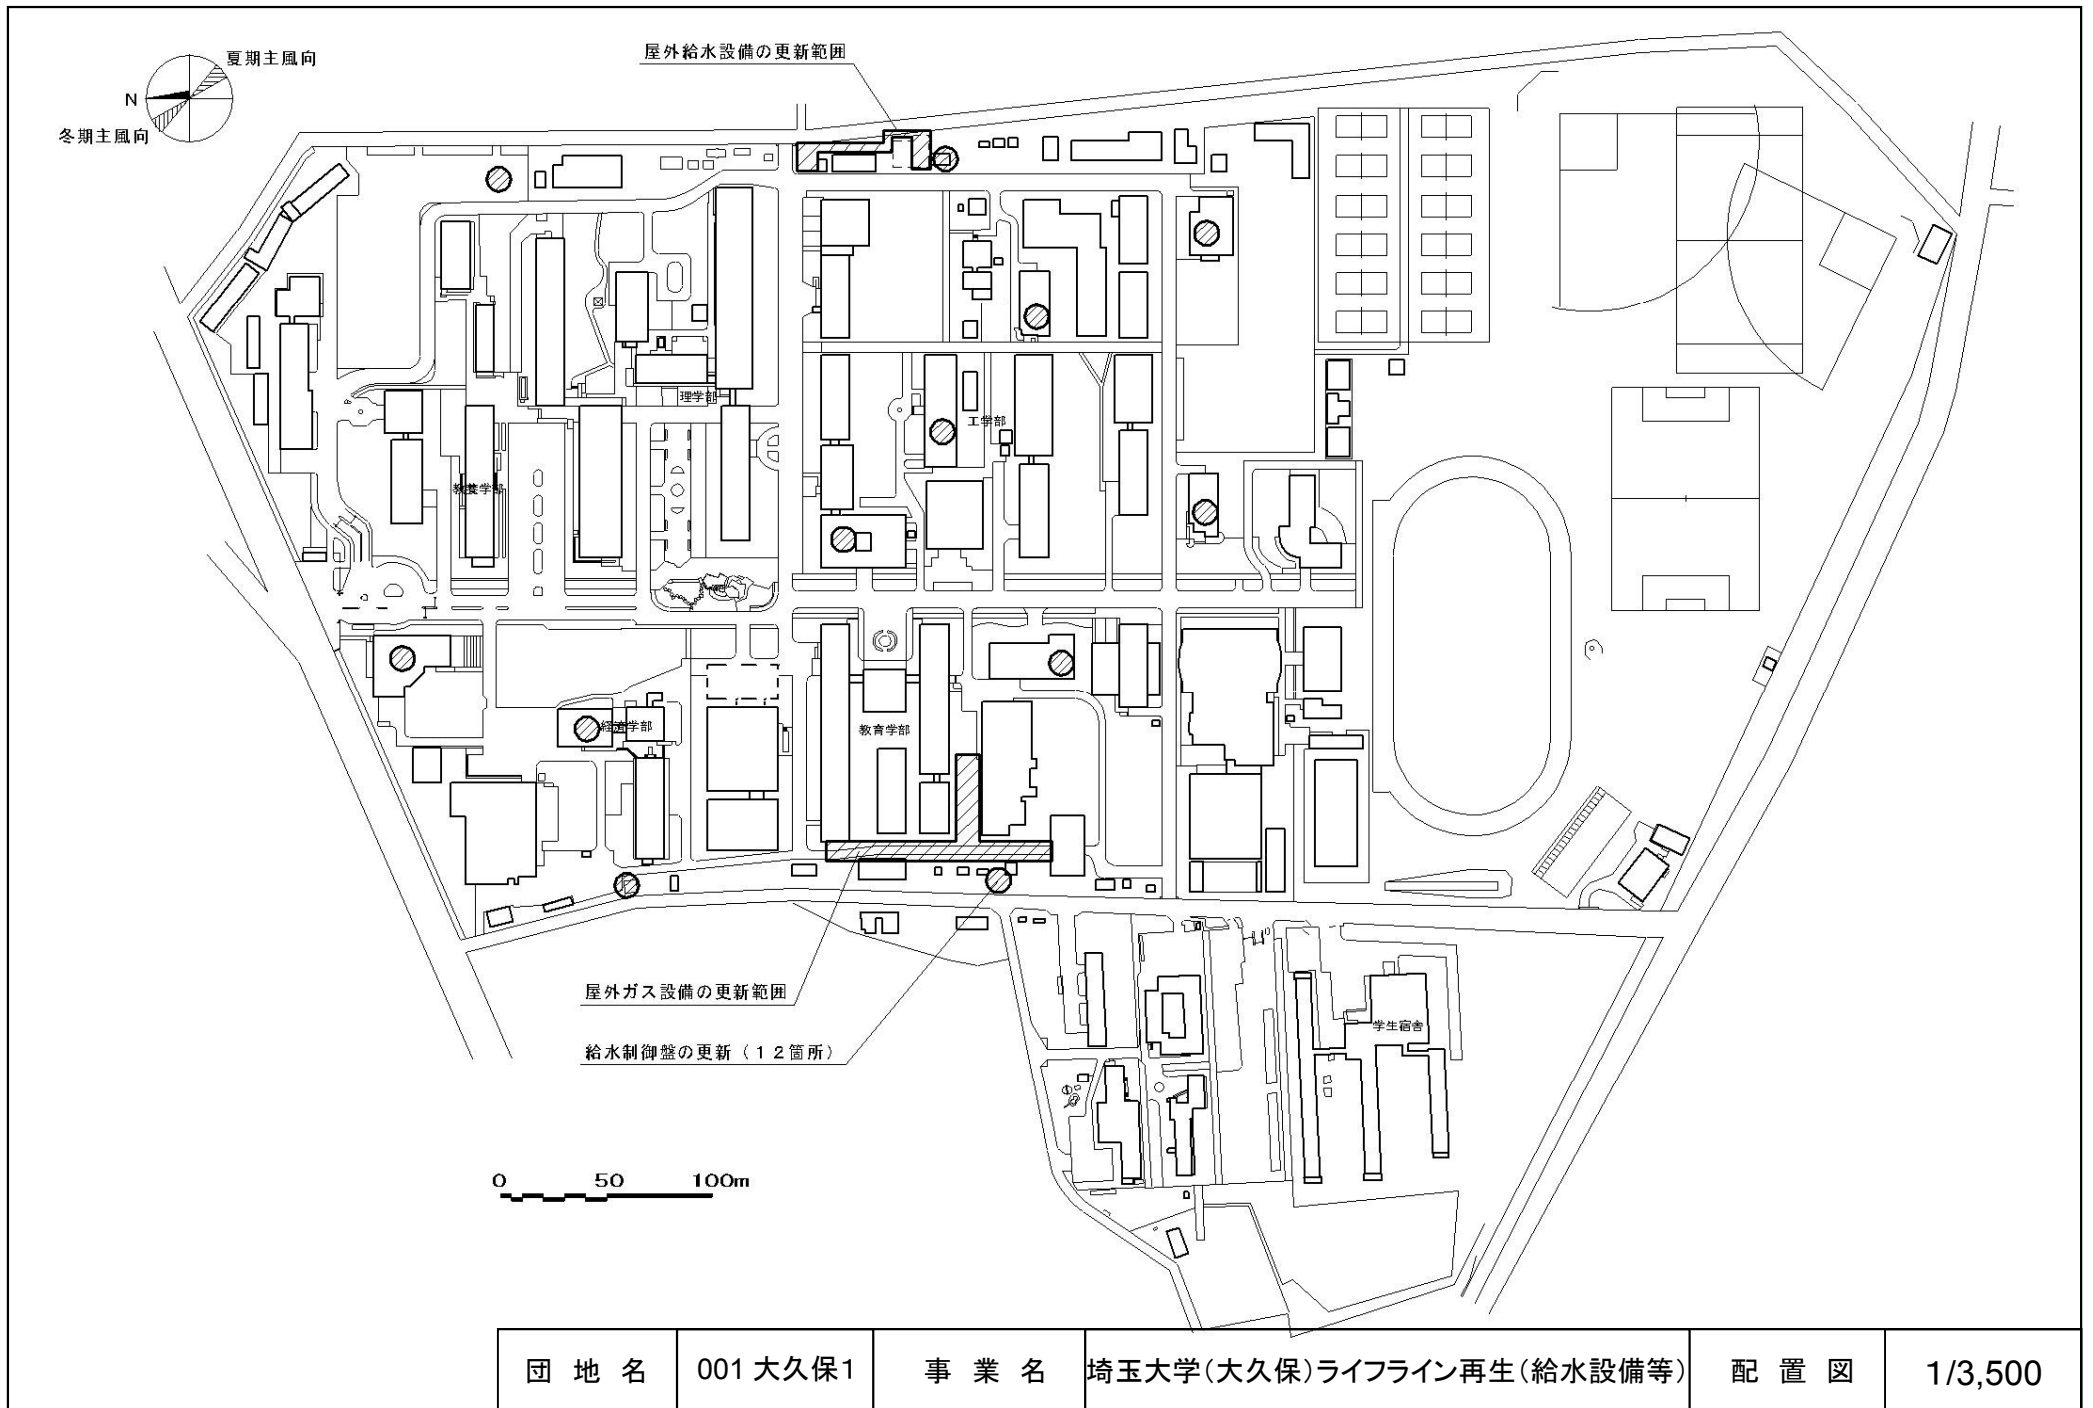 夏期主風向
N
冬期主風向
屋外給水設備の更新範囲
理学部
工学部
教養学部
経済学部
教育学部
屋外ガス設備の更新範囲
給水制御盤の更新（１２箇所）
学生宿舎
0 50 100m
団地名 001 大久保1 事業名 埼玉大学（大久保）ライフライン再生（給水設備等） 配置図 1/3,500